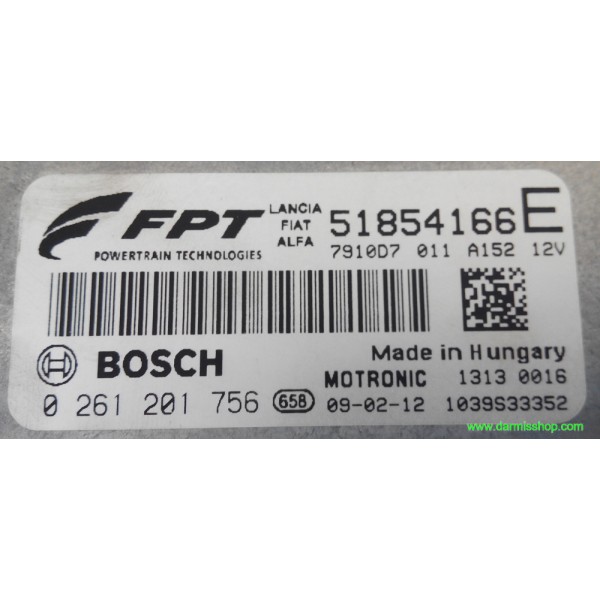 FPT
POWERTRAIN TECHNOLOGIES
LANCIA
FIAT
ALFA
51854166 E
7910D7 011 A152 12V
BOSCH
Made in Hungary
MOTRONIC 1313 0016
0 261 201 756 658 09-02-12 1039S33352
www.darmisshop.com